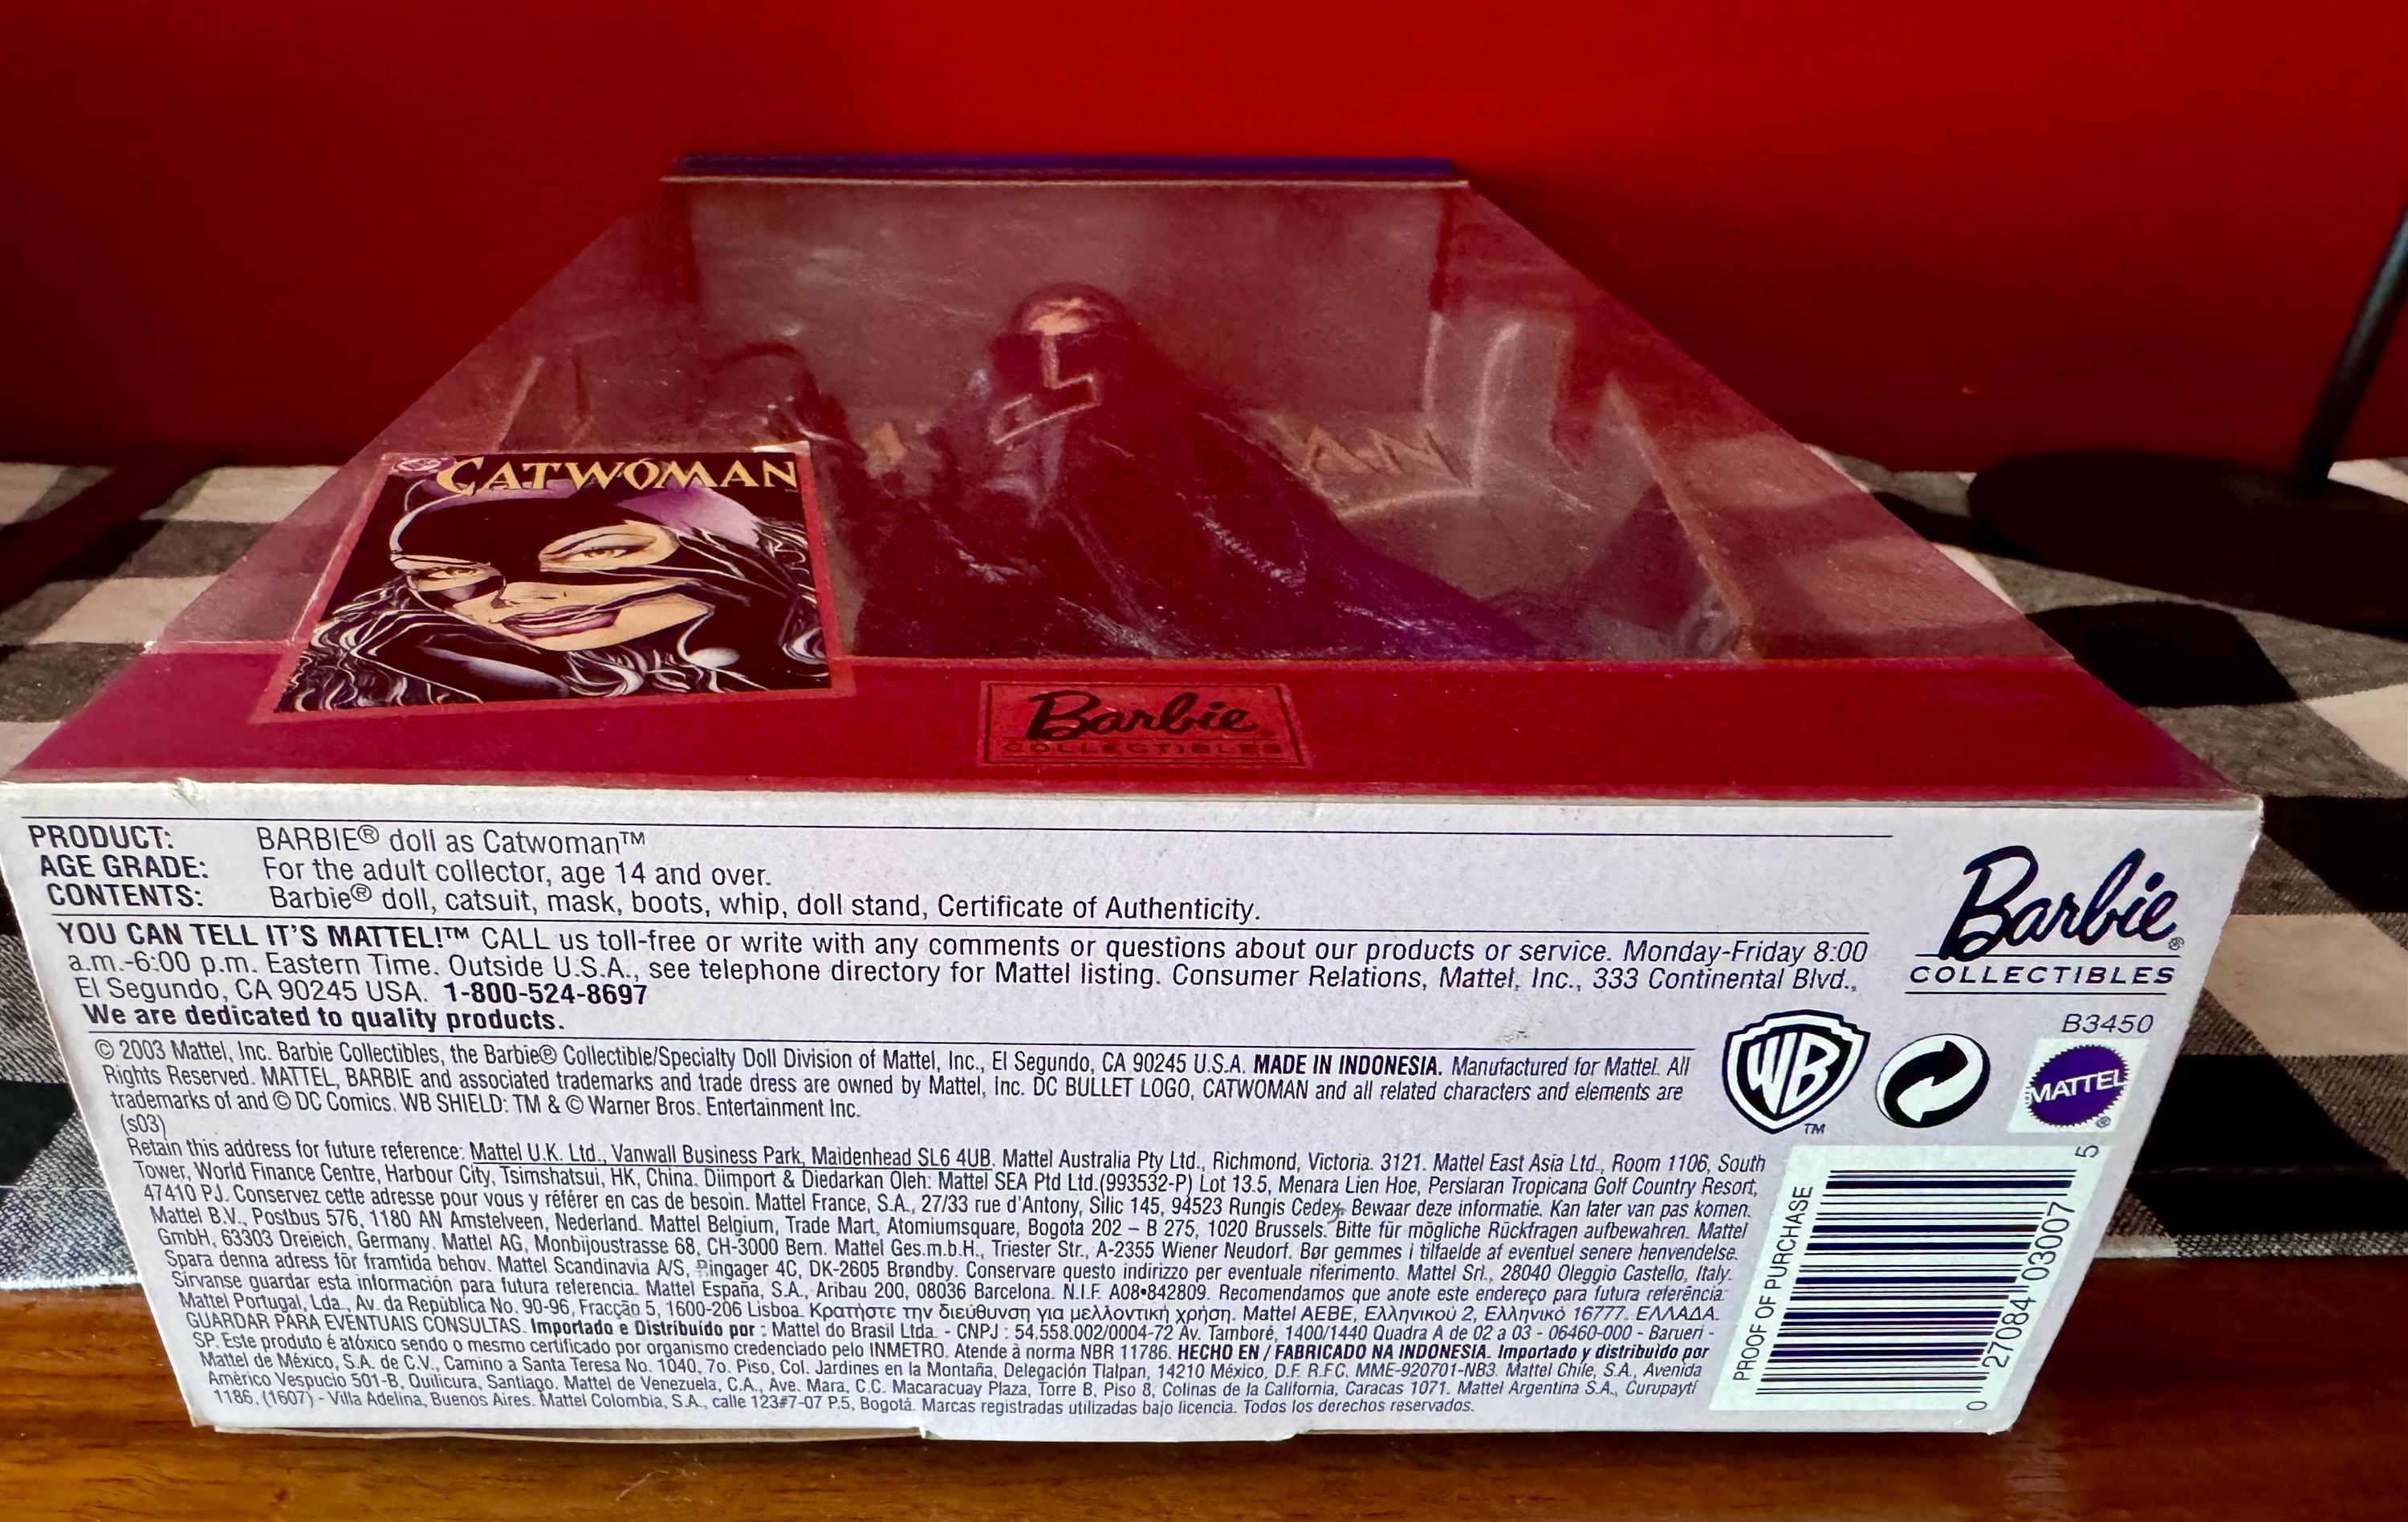 CATWOMAN
AN
Barbie
COLLECTIBLES
PRODUCT: BARBIE® doll as Catwoman™
AGE GRADE: For the adult collector, age 14 and over.
CONTENTS: Barbie® doll, catsuit, mask, boots, whip, doll stand, Certificate of Authenticity.
YOU CAN TELL IT'S MATTEL!™ CALL us toll-free or write with any comments or questions about our products or service. Monday-Friday 8:00
a.m.-6:00 p.m. Eastern Time. Outside U.S.A., see telephone directory for Mattel listing. Consumer Relations, Mattel, Inc., 333 Continental Blvd.,
El Segundo, CA 90245 USA. 1-800-524-8697
We are dedicated to quality products.
© 2003 Mattel, Inc. Barbie Collectibles, the Barbie® Collectible/Specialty Doll Division of Mattel, Inc., El Segundo, CA 90245 U.S.A. MADE IN INDONESIA. Manufactured for Mattel. All
Rights Reserved. MATTEL, BARBIE and associated trademarks and trade dress are owned by Mattel, Inc. DC BULLET LOGO, CATWOMAN and all related characters and elements are
trademarks of and © DC Comics. WB SHIELD: TM & © Warner Bros. Entertainment Inc.
(s03)
Retain this address for future reference: Mattel U.K. Ltd., Vanwall Business Park, Maidenhead SL6 4UB. Mattel Australia Pty Ltd., Richmond, Victoria. 3121. Mattel East Asia Ltd., Room 1106, South
Tower, World Finance Centre, Harbour City, Tsimshatsui, HK, China. Diimport & Diedarkan Oleh: Mattel SEA Ptd Ltd.(993532-P) Lot 13.5, Menara Lien Hoe, Persiaran Tropicana Golf Country Resort,
47410 PJ. Conservez cette adresse pour vous y référer en cas de besoin. Mattel France, S.A., 27/33 rue d'Antony, Silic 145, 94523 Rungis Cedex. Bewaar deze informatie. Kan later van pas komen.
Mattel B.V., Postbus 576, 1180 AN Amstelveen, Nederland. Mattel Belgium, Trade Mart, Atomiumsquare, Bogota 202 – B 275, 1020 Brussels. Bitte für mögliche Rückfragen aufbewahren. Mattel
GmbH, 63303 Dreieich, Germany. Mattel AG, Monbijoustrasse 68, CH-3000 Bern. Mattel Ges.m.b.H., Triester Str., A-2355 Wiener Neudorf. Bør gemmes i tilfaelde af eventuel senere henvendelse.
Spara denna adress för framtida behov. Mattel Scandinavia A/S, Ringager 4C, DK-2605 Brøndby. Conservare questo indirizzo per eventuale riferimento. Mattel Srl., 28040 Oleggio Castello, Italy.
Sírvanse guardar esta información para futura referencia. Mattel España, S.A., Aribau 200, 08036 Barcelona. N.I.F. A08•842809. Recomendamos que anote este endereço para futura referência.
Mattel Portugal, Lda., Av. da República No. 90-96, Fracção 5, 1600-206 Lisboa. Κρατήστε την διεύθυνση για μελλοντική χρήση. Mattel AEBE, Ελληνικού 2, Ελληνικό 16777. ΕΛΛΑΔΑ.
GUARDAR PARA EVENTUAIS CONSULTAS. Importado e Distribuído por : Mattel do Brasil Ltda. - CNPJ : 54.558.002/0004-72 Av. Tamboré, 1400/1440 Quadra A de 02 a 03 - 06460-000 - Barueri -
SP. Este produto é atóxico sendo o mesmo certificado por organismo credenciado pelo INMETRO. Atende à norma NBR 11786. HECHO EN / FABRICADO NA INDONESIA. Importado y distribuido por
Mattel de México, S.A. de C.V., Camino a Santa Teresa No. 1040, 7o. Piso, Col. Jardines en la Montaña, Delegación Tlalpan, 14210 México, D.F. R.F.C. MME-920701-NB3. Mattel Chile, S.A., Avenida
Américo Vespucio 501-B, Quilicura, Santiago. Mattel de Venezuela, C.A., Ave. Mara, C.C. Macaracuay Plaza, Torre B, Piso 8, Colinas de la California, Caracas 1071. Mattel Argentina S.A., Curupaytí
1186, (1607) - Villa Adelina, Buenos Aires. Mattel Colombia, S.A., calle 123#7-07 P.5, Bogotá. Marcas registradas utilizadas bajo licencia. Todos los derechos reservados.
Barbie®
COLLECTIBLES
B3450
WB
TM
MATTEL®
PROOF OF PURCHASE
0 27084 03007 5